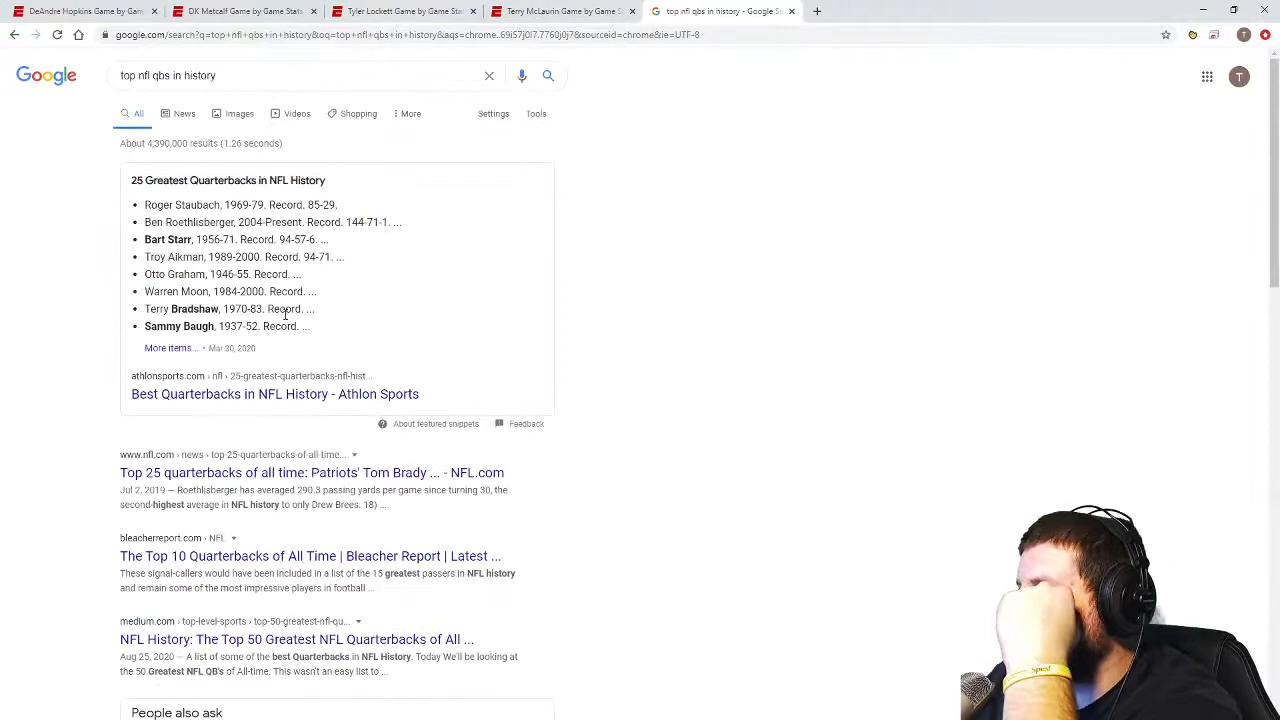 DeAndre Hopkins Game by Gam
DK Metcalf Game by Game Stats
Tyler Lockett Game by Game Stat
Terry McLaurin Game by Game S
top nfl qbs in history - Google Se
google.com/search?q=top+nfl+qbs+in+history&oq=top+nfl+qbs+in+history&aqs=chrome..69i57j0l7.7760j0j7&sourceid=chrome&ie=UTF-8
T
Google
top nfl qbs in history
T
All
News
Images
Videos
Shopping
More
Settings
Tools
About 4,390,000 results (1.26 seconds)
25 Greatest Quarterbacks in NFL History
• Roger Staubach, 1969-79. Record. 85-29.
• Ben Roethlisberger, 2004-Present. Record. 144-71-1. ...
• Bart Starr, 1956-71. Record. 94-57-6. ...
• Troy Aikman, 1989-2000. Record. 94-71. ...
• Otto Graham, 1946-55. Record. ...
• Warren Moon, 1984-2000. Record. ...
• Terry Bradshaw, 1970-83. Record. ...
• Sammy Baugh, 1937-52. Record. ...
More items... • Mar 30, 2020
athlonsports.com › nfl › 25-greatest-quarterbacks-nfl-hist...
Best Quarterbacks in NFL History - Athlon Sports
About featured snippets
Feedback
www.nfl.com › news › top-25-quarterbacks-of-all-time...
Top 25 quarterbacks of all time: Patriots' Tom Brady ... - NFL.com
Jul 2, 2019 — Roethlisberger has averaged 290.3 passing yards per game since turning 30, the
second-highest average in NFL history to only Drew Brees. 18) ...
bleacherreport.com › NFL
The Top 10 Quarterbacks of All Time | Bleacher Report | Latest ...
These signal-callers would have been included in a list of the 15 greatest passers in NFL history
and remain some of the most impressive players in football ...
medium.com › top-level-sports › top-50-greatest-nfl-qu...
NFL History: The Top 50 Greatest NFL Quarterbacks of All ...
Aug 25, 2020 — A list of some of the best Quarterbacks in NFL History. Today We'll be looking at
the 50 Greatest NFL QB's of All-time. This wasn't an easy list to ...
People also ask